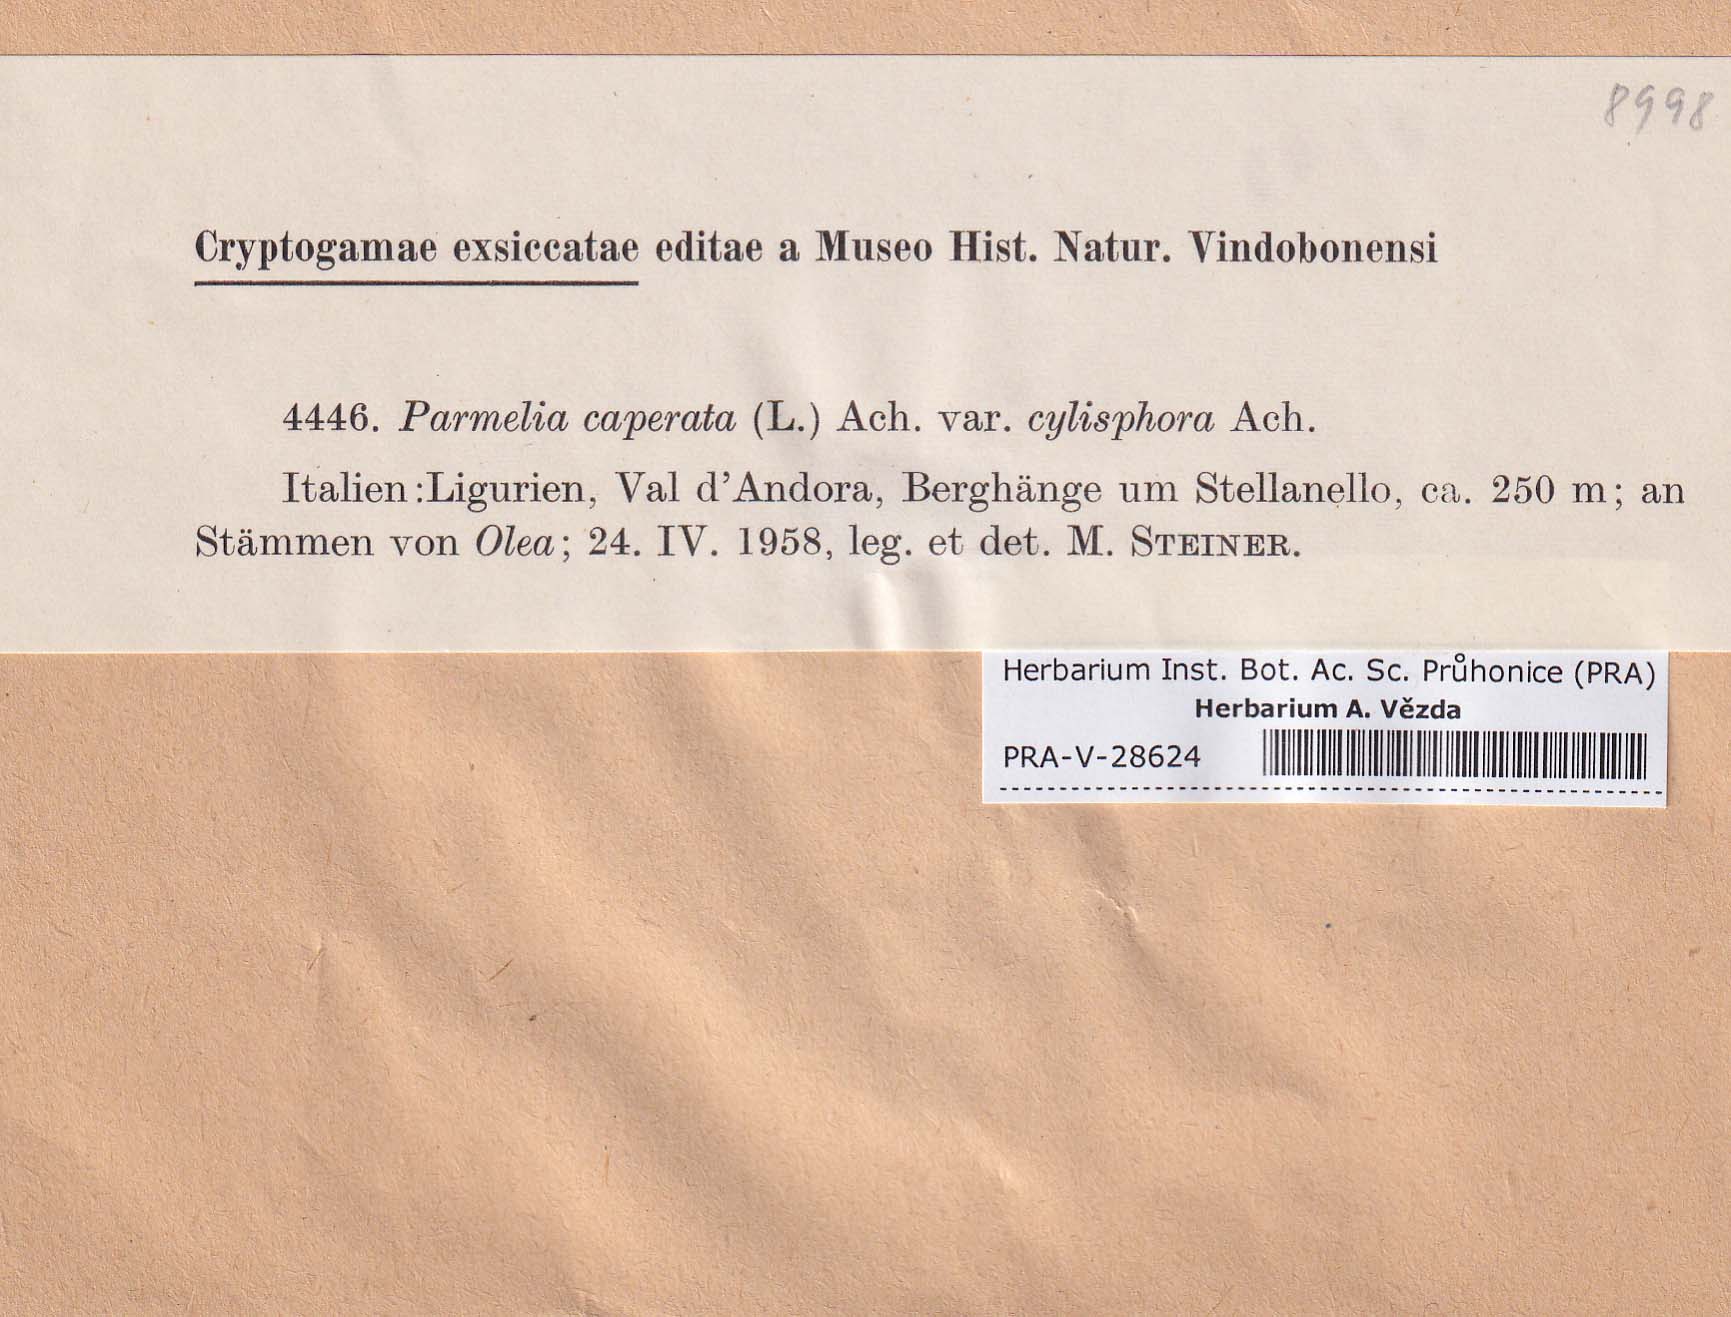 8998
Cryptogamae exsiccatae editae a Museo Hist. Natur. Vindobonensi
4446. Parmelia caperata (L.) Ach. var. cylisphora Ach.
Italien:Ligurien, Val d'Andora, Berghänge um Stellanello, ca. 250 m; an
Stämmen von Olea; 24. IV. 1958, leg. et det. M. STEINER.
Herbarium Inst. Bot. Ac. Sc. Průhonice (PRA)
Herbarium A. Vězda
PRA-V-28624